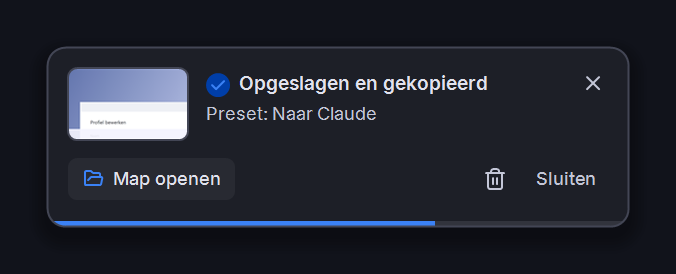 Opgeslagen en gekopieerd
Preset: Naar Claude
Profiel bewerken
Map openen
Sluiten